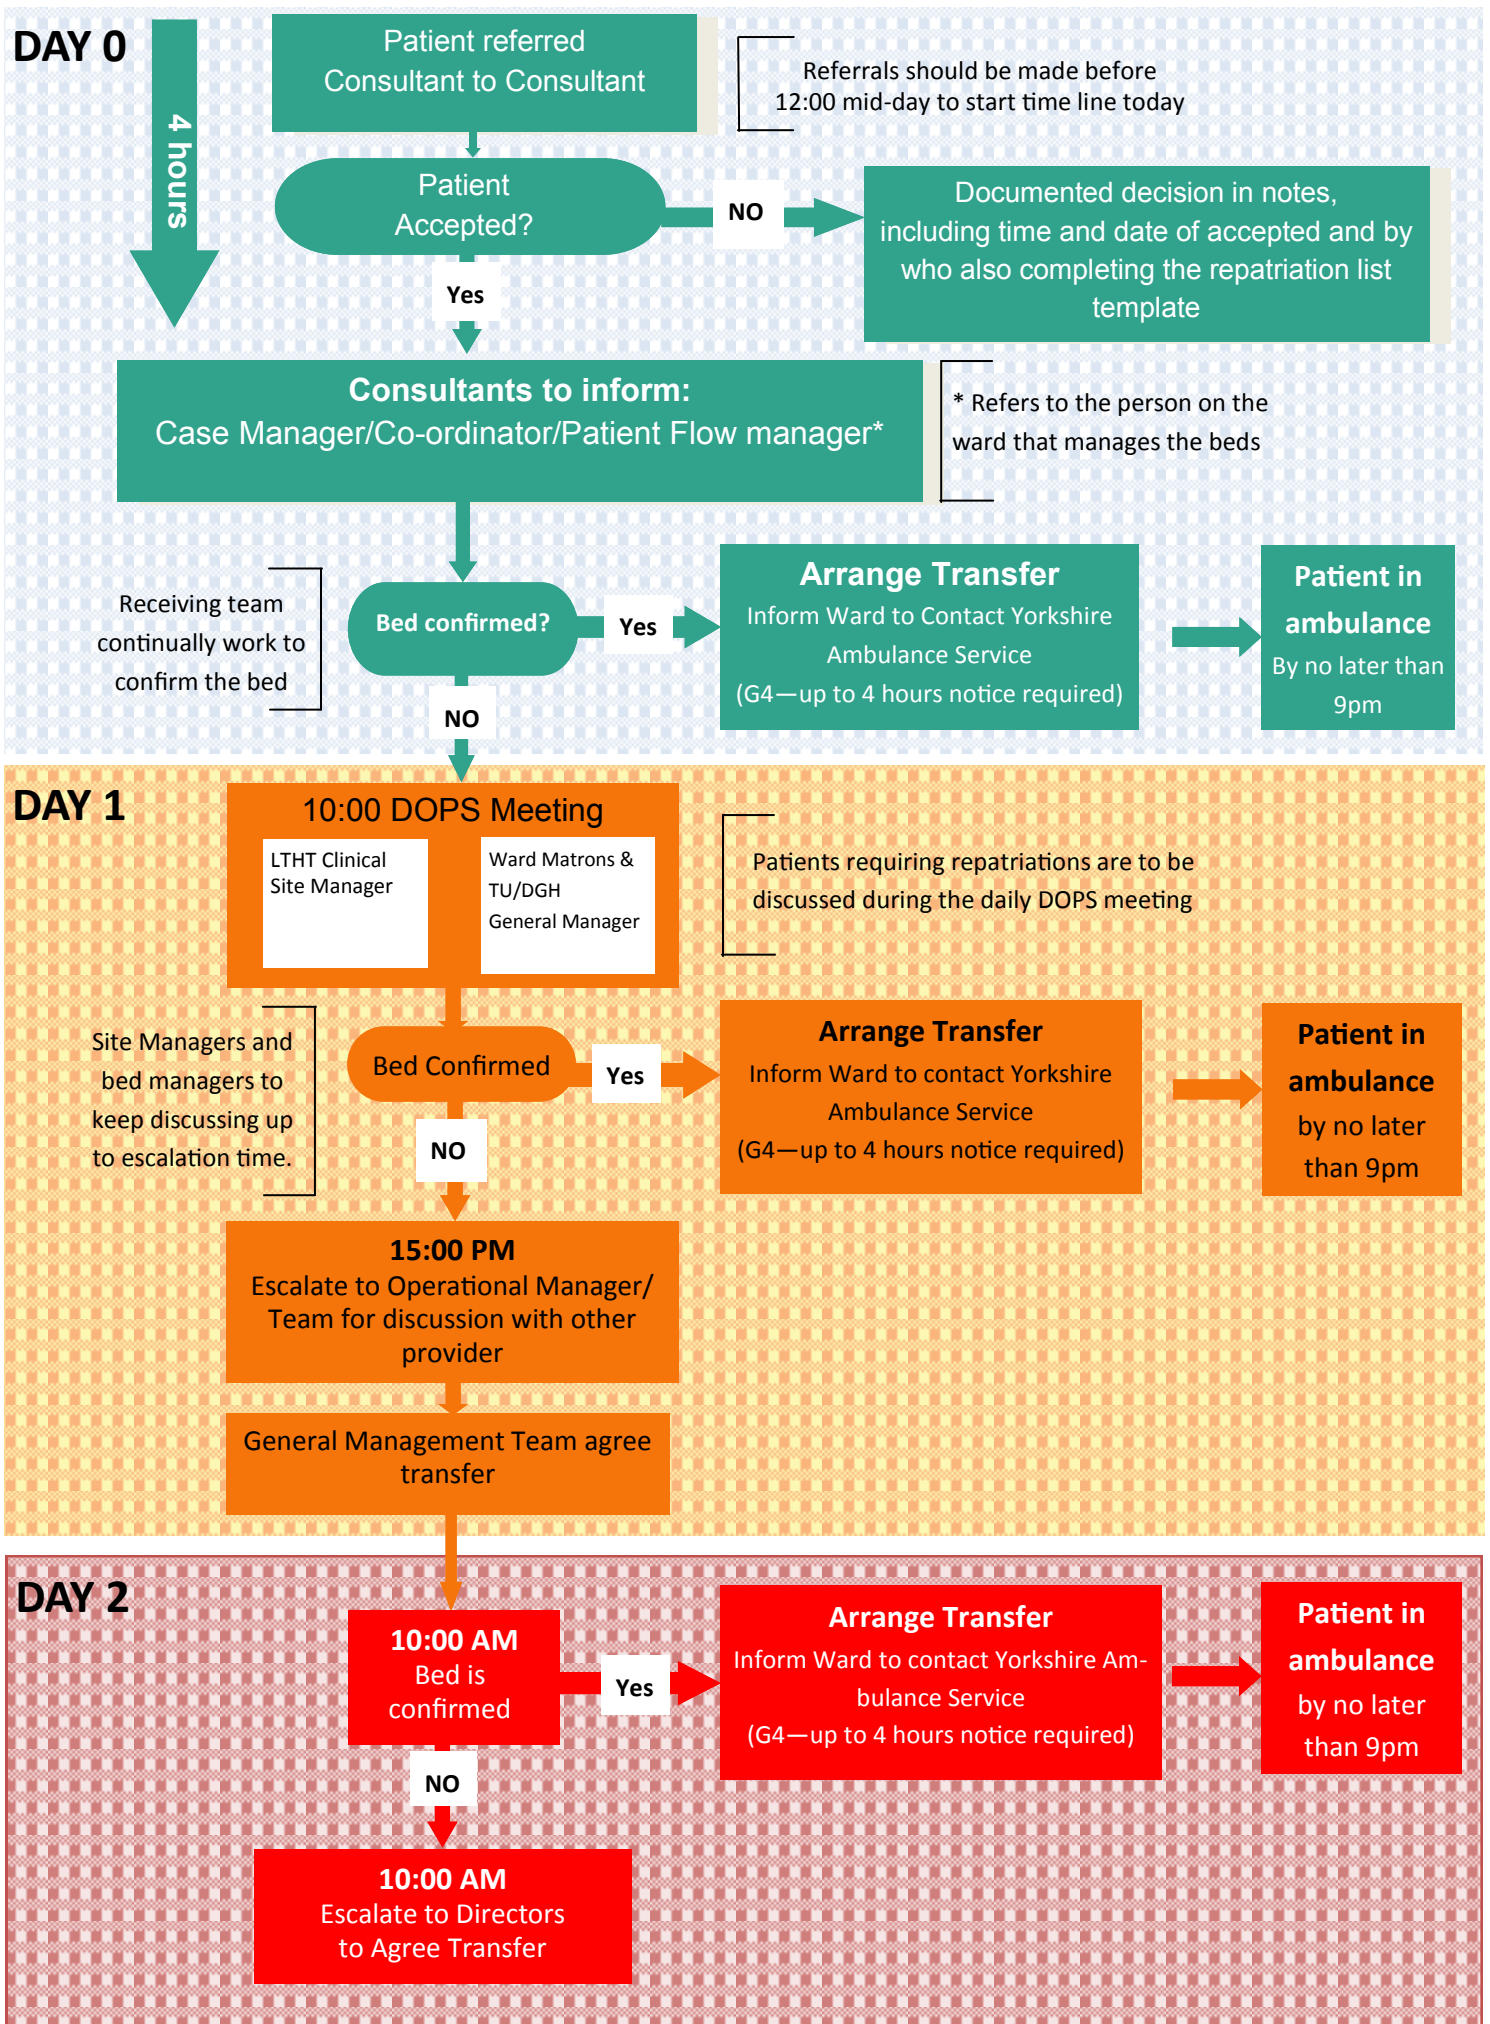 DAY 0
4 hours
Patient referred
Consultant to Consultant
Referrals should be made before
12:00 mid-day to start time line today
Patient
Accepted?
NO
Documented decision in notes,
including time and date of accepted and by
who also completing the repatriation list
template
Yes
Consultants to inform:
Case Manager/Co-ordinator/Patient Flow manager*
* Refers to the person on the
ward that manages the beds
Receiving team
continually work to
confirm the bed
Bed confirmed?
Yes
Arrange Transfer
Inform Ward to Contact Yorkshire
Ambulance Service
(G4—up to 4 hours notice required)
Patient in
ambulance
By no later than
9pm
NO
DAY 1
10:00 DOPS Meeting
LTHT Clinical
Site Manager
Ward Matrons &
TU/DGH
General Manager
Patients requiring repatriations are to be
discussed during the daily DOPS meeting
Site Managers and
bed managers to
keep discussing up
to escalation time.
Bed Confirmed
Yes
Arrange Transfer
Inform Ward to contact Yorkshire
Ambulance Service
(G4—up to 4 hours notice required)
Patient in
ambulance
by no later
than 9pm
NO
15:00 PM
Escalate to Operational Manager/
Team for discussion with other
provider
General Management Team agree
transfer
DAY 2
10:00 AM
Bed is
confirmed
Yes
Arrange Transfer
Inform Ward to contact Yorkshire Am-
bulance Service
(G4—up to 4 hours notice required)
Patient in
ambulance
by no later
than 9pm
NO
10:00 AM
Escalate to Directors
to Agree Transfer